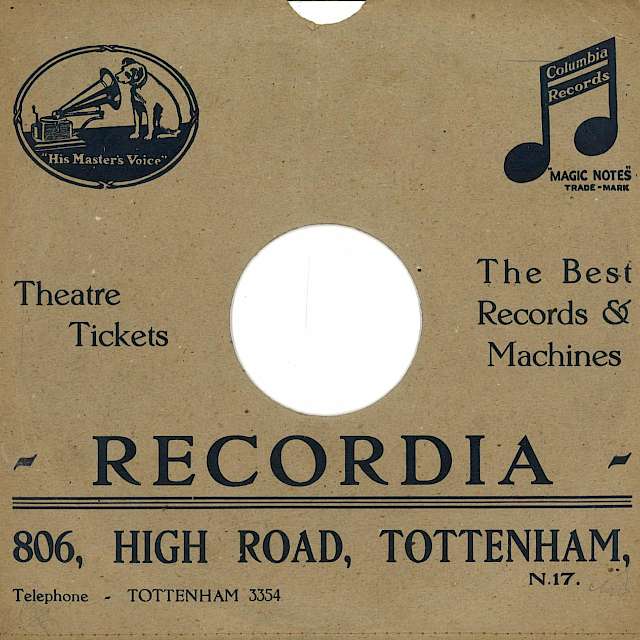 "His Master's Voice"
Columbia
Records
"MAGIC NOTES"
TRADE-MARK
Theatre
Tickets
The Best
Records &
Machines
- RECORDIA -
806, HIGH ROAD, TOTTENHAM,
N.17.
Telephone - TOTTENHAM 3354